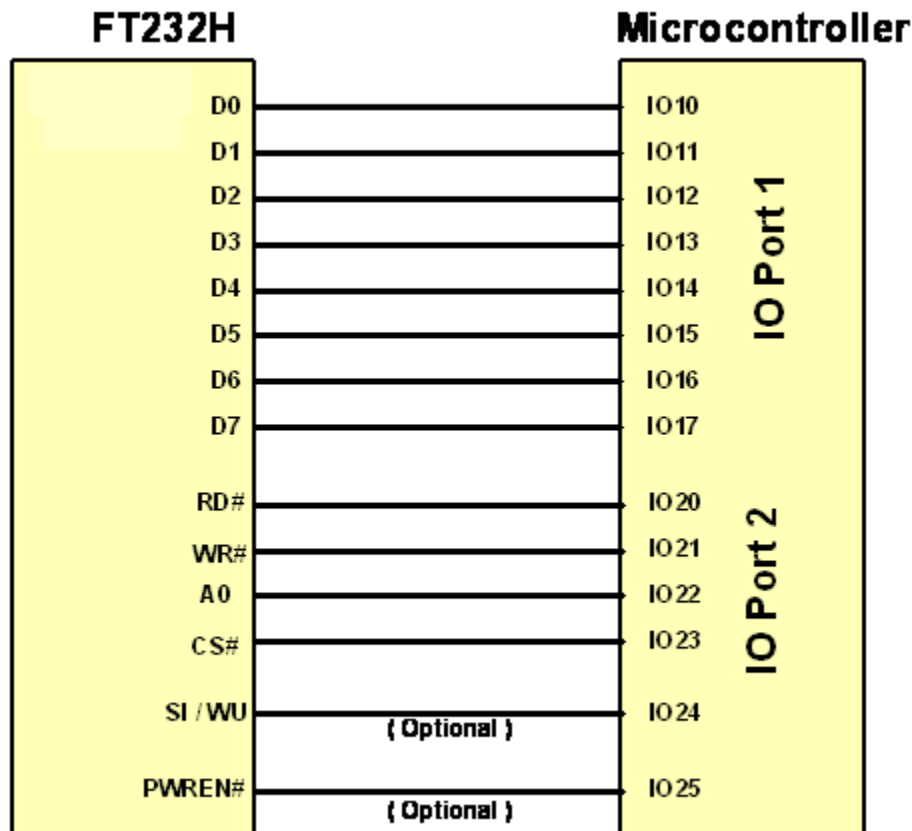 FT232H Microcontroller
D0 IO10
D1 IO11
D2 IO12
D3 IO13
D4 IO14
D5 IO15
D6 IO16
D7 IO17
IO Port 1
RD# IO20
WR# IO21
A0 IO22
CS# IO23
SI / WU IO24
( Optional )
PWREN# IO25
( Optional )
IO Port 2